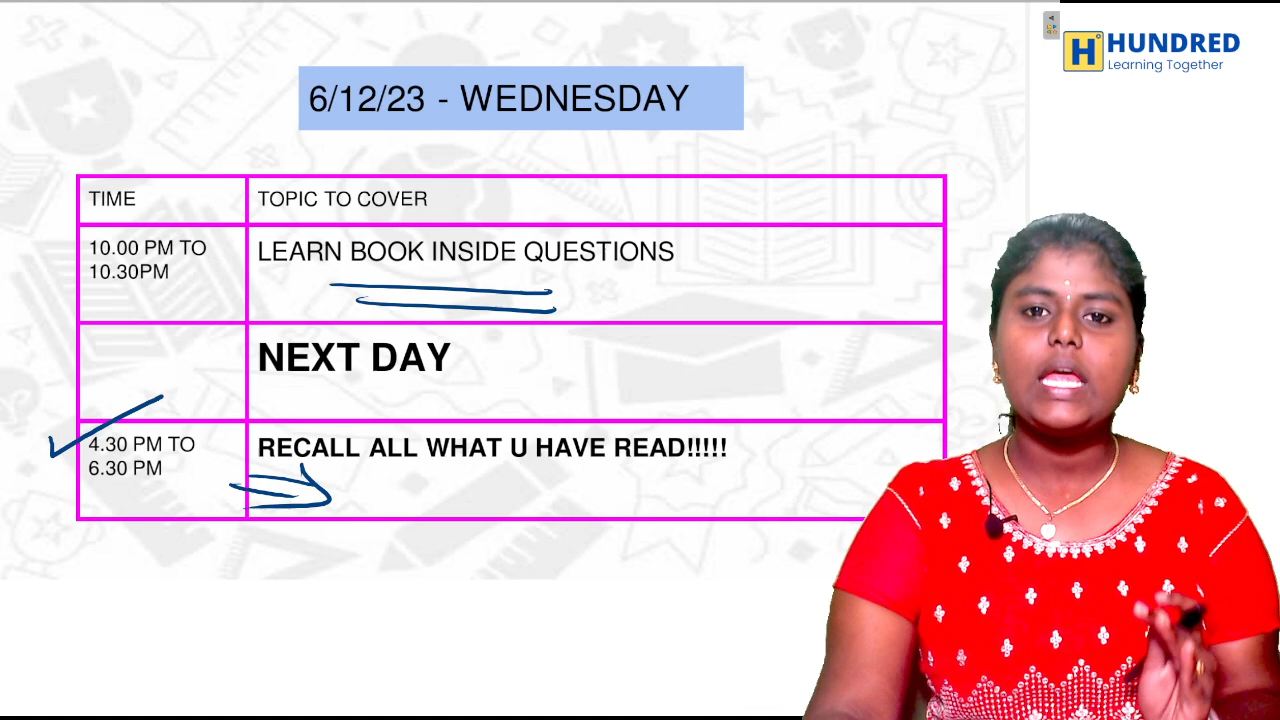 HUNDRED
Learning Together
6/12/23 - WEDNESDAY
TIME
TOPIC TO COVER
10.00 PM TO
10.30PM
LEARN BOOK INSIDE QUESTIONS
NEXT DAY
4.30 PM TO
6.30 PM
RECALL ALL WHAT U HAVE READ!!!!!